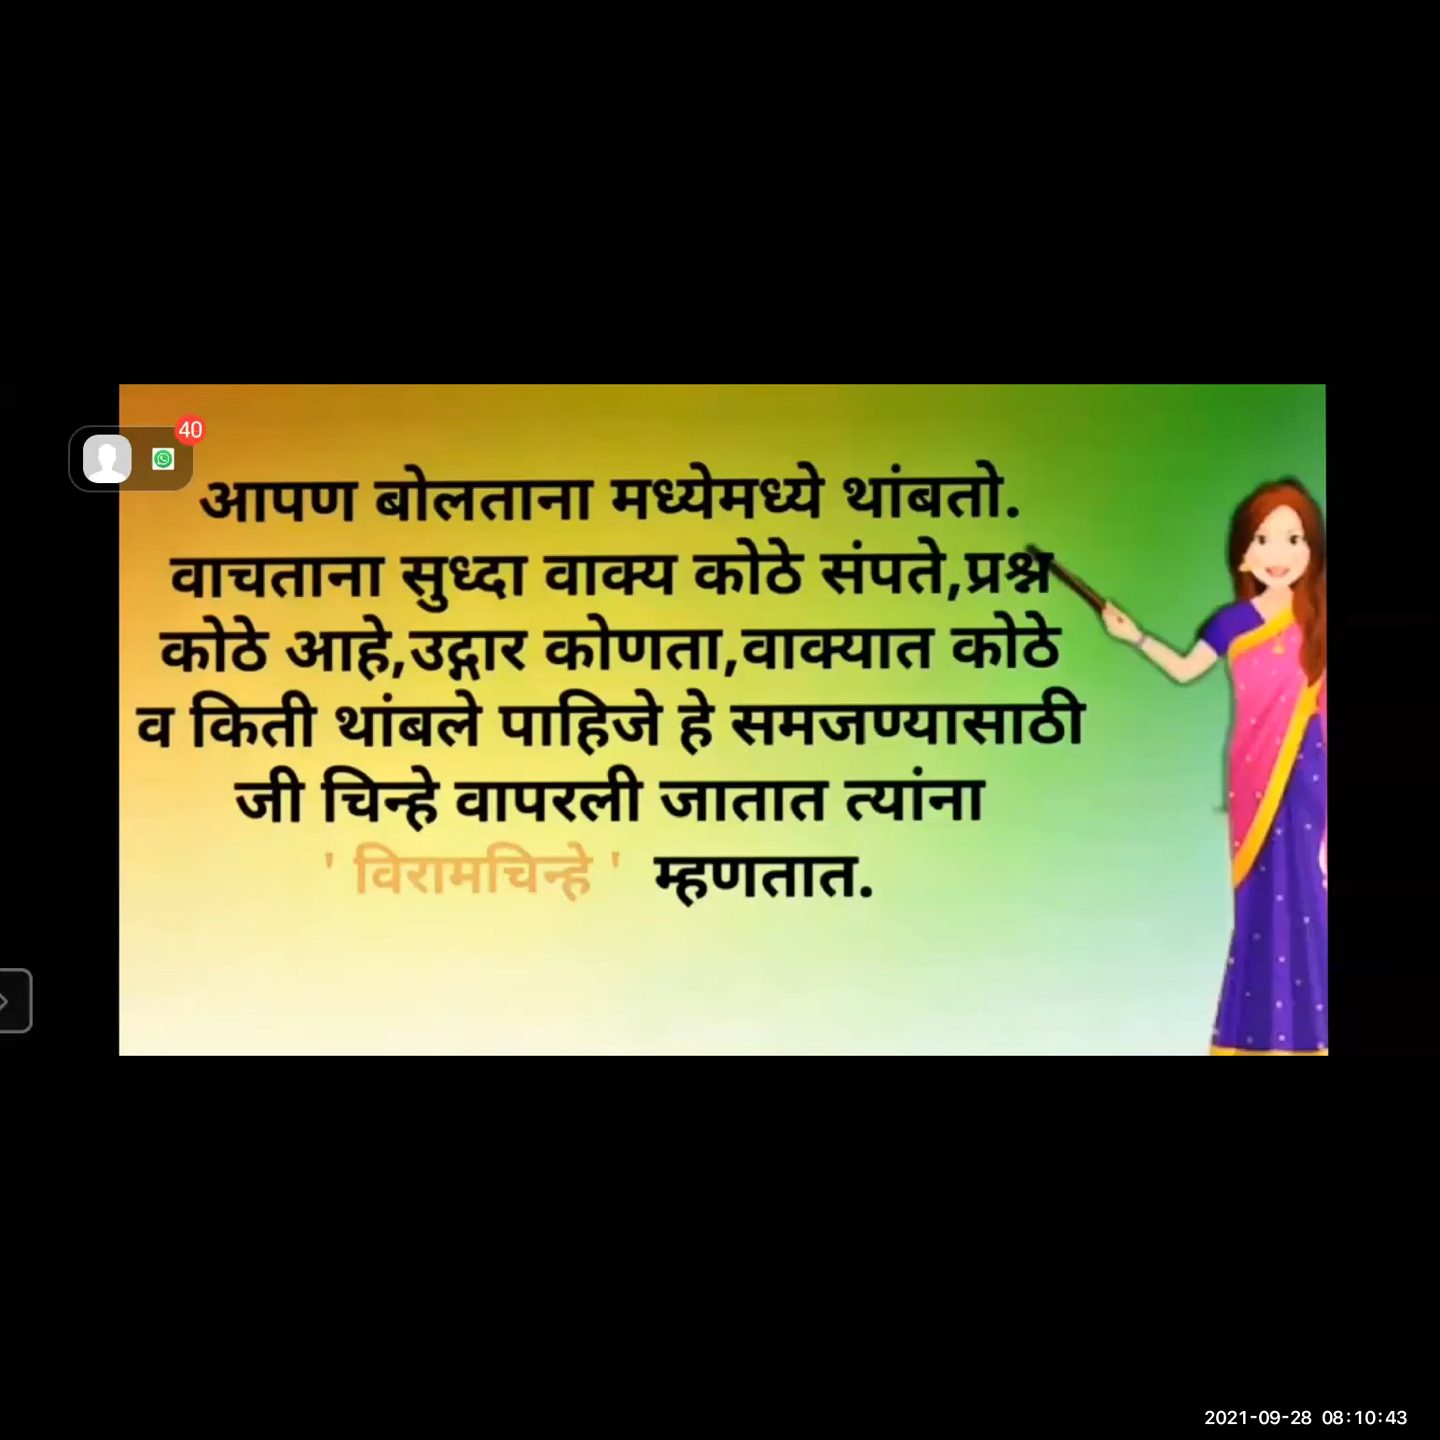 40
आपण बोलताना मध्येमध्ये थांबतो.
वाचताना सुध्दा वाक्य कोठे संपते,प्रश्न
कोठे आहे,उद्गार कोणता,वाक्यात कोठे
व किती थांबले पाहिजे हे समजण्यासाठी
जी चिन्हे वापरली जातात त्यांना
' विरामचिन्हे ' म्हणतात.
2021-09-28 08:10:43